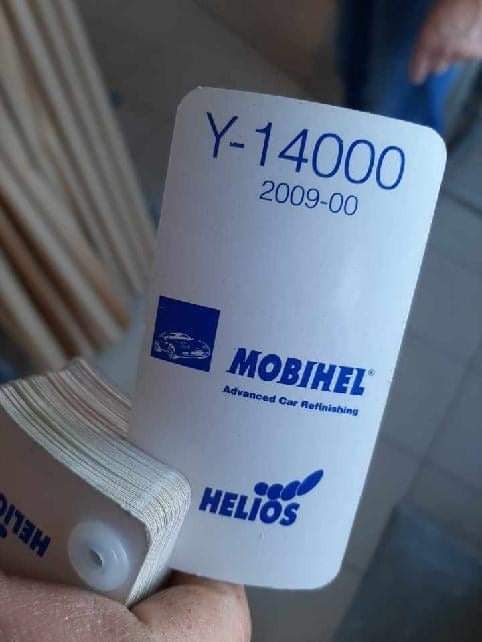 Y-14000
2009-00
MOBIHEL®
Advanced Car Refinishing
HELIOS
HELIOS